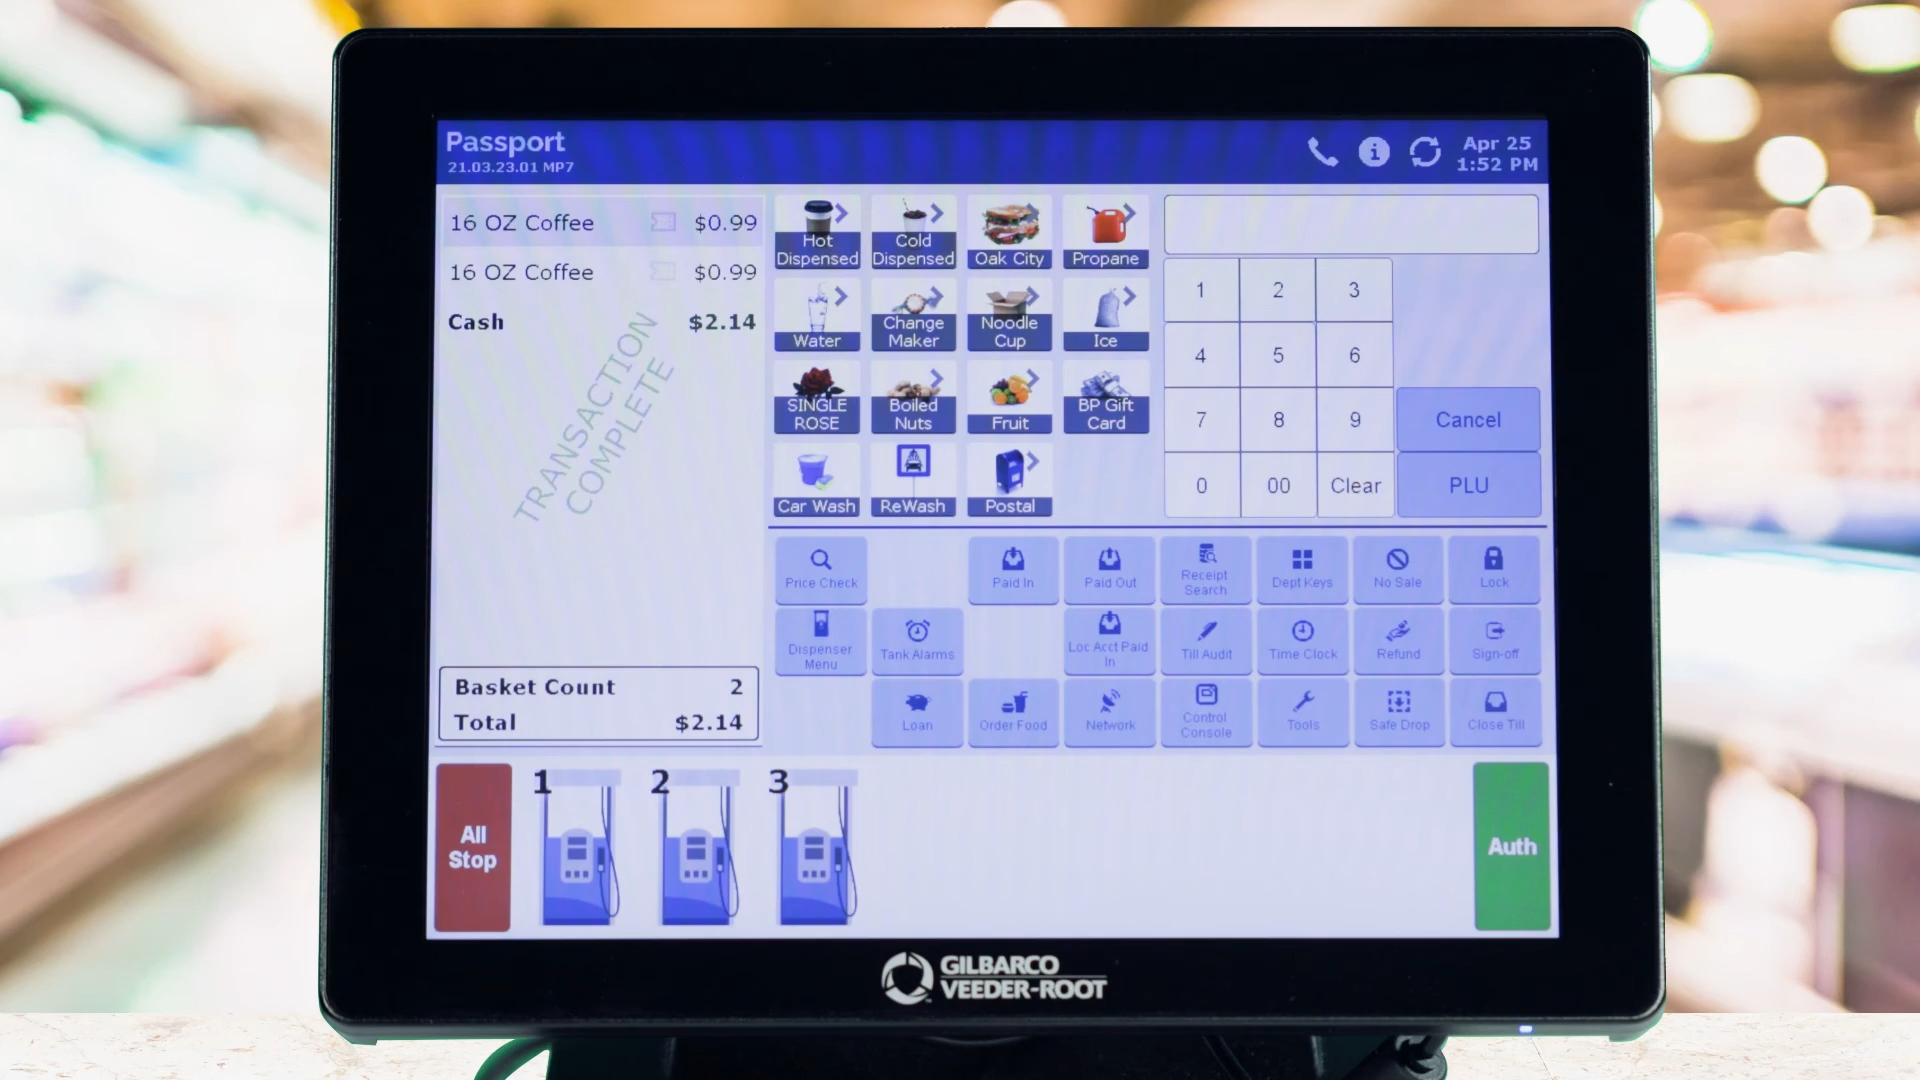 Passport
21.03.23.01 MP7
Apr 25
1:52 PM
16 OZ Coffee $0.99
16 OZ Coffee $0.99
Cash $2.14
TRANSACTION
COMPLETE
Basket Count 2
Total $2.14
Hot
Dispensed
Cold
Dispensed
Oak City
Propane
Water
Change
Maker
Noodle
Cup
Ice
SINGLE
ROSE
Boiled
Nuts
Fruit
BP Gift
Card
Car Wash
ReWash
Postal
1 2 3
4 5 6
7 8 9
0 00 Clear
Cancel
PLU
Price Check
Paid In
Paid Out
Receipt
Search
Dept Keys
No Sale
Lock
Dispenser
Menu
Tank Alarms
Loc Acct Paid
In
Till Audit
Time Clock
Refund
Sign-off
Loan
Order Food
Network
Control
Console
Tools
Safe Drop
Close Till
All
Stop
1
2
3
Auth
GILBARCO
VEEDER-ROOT